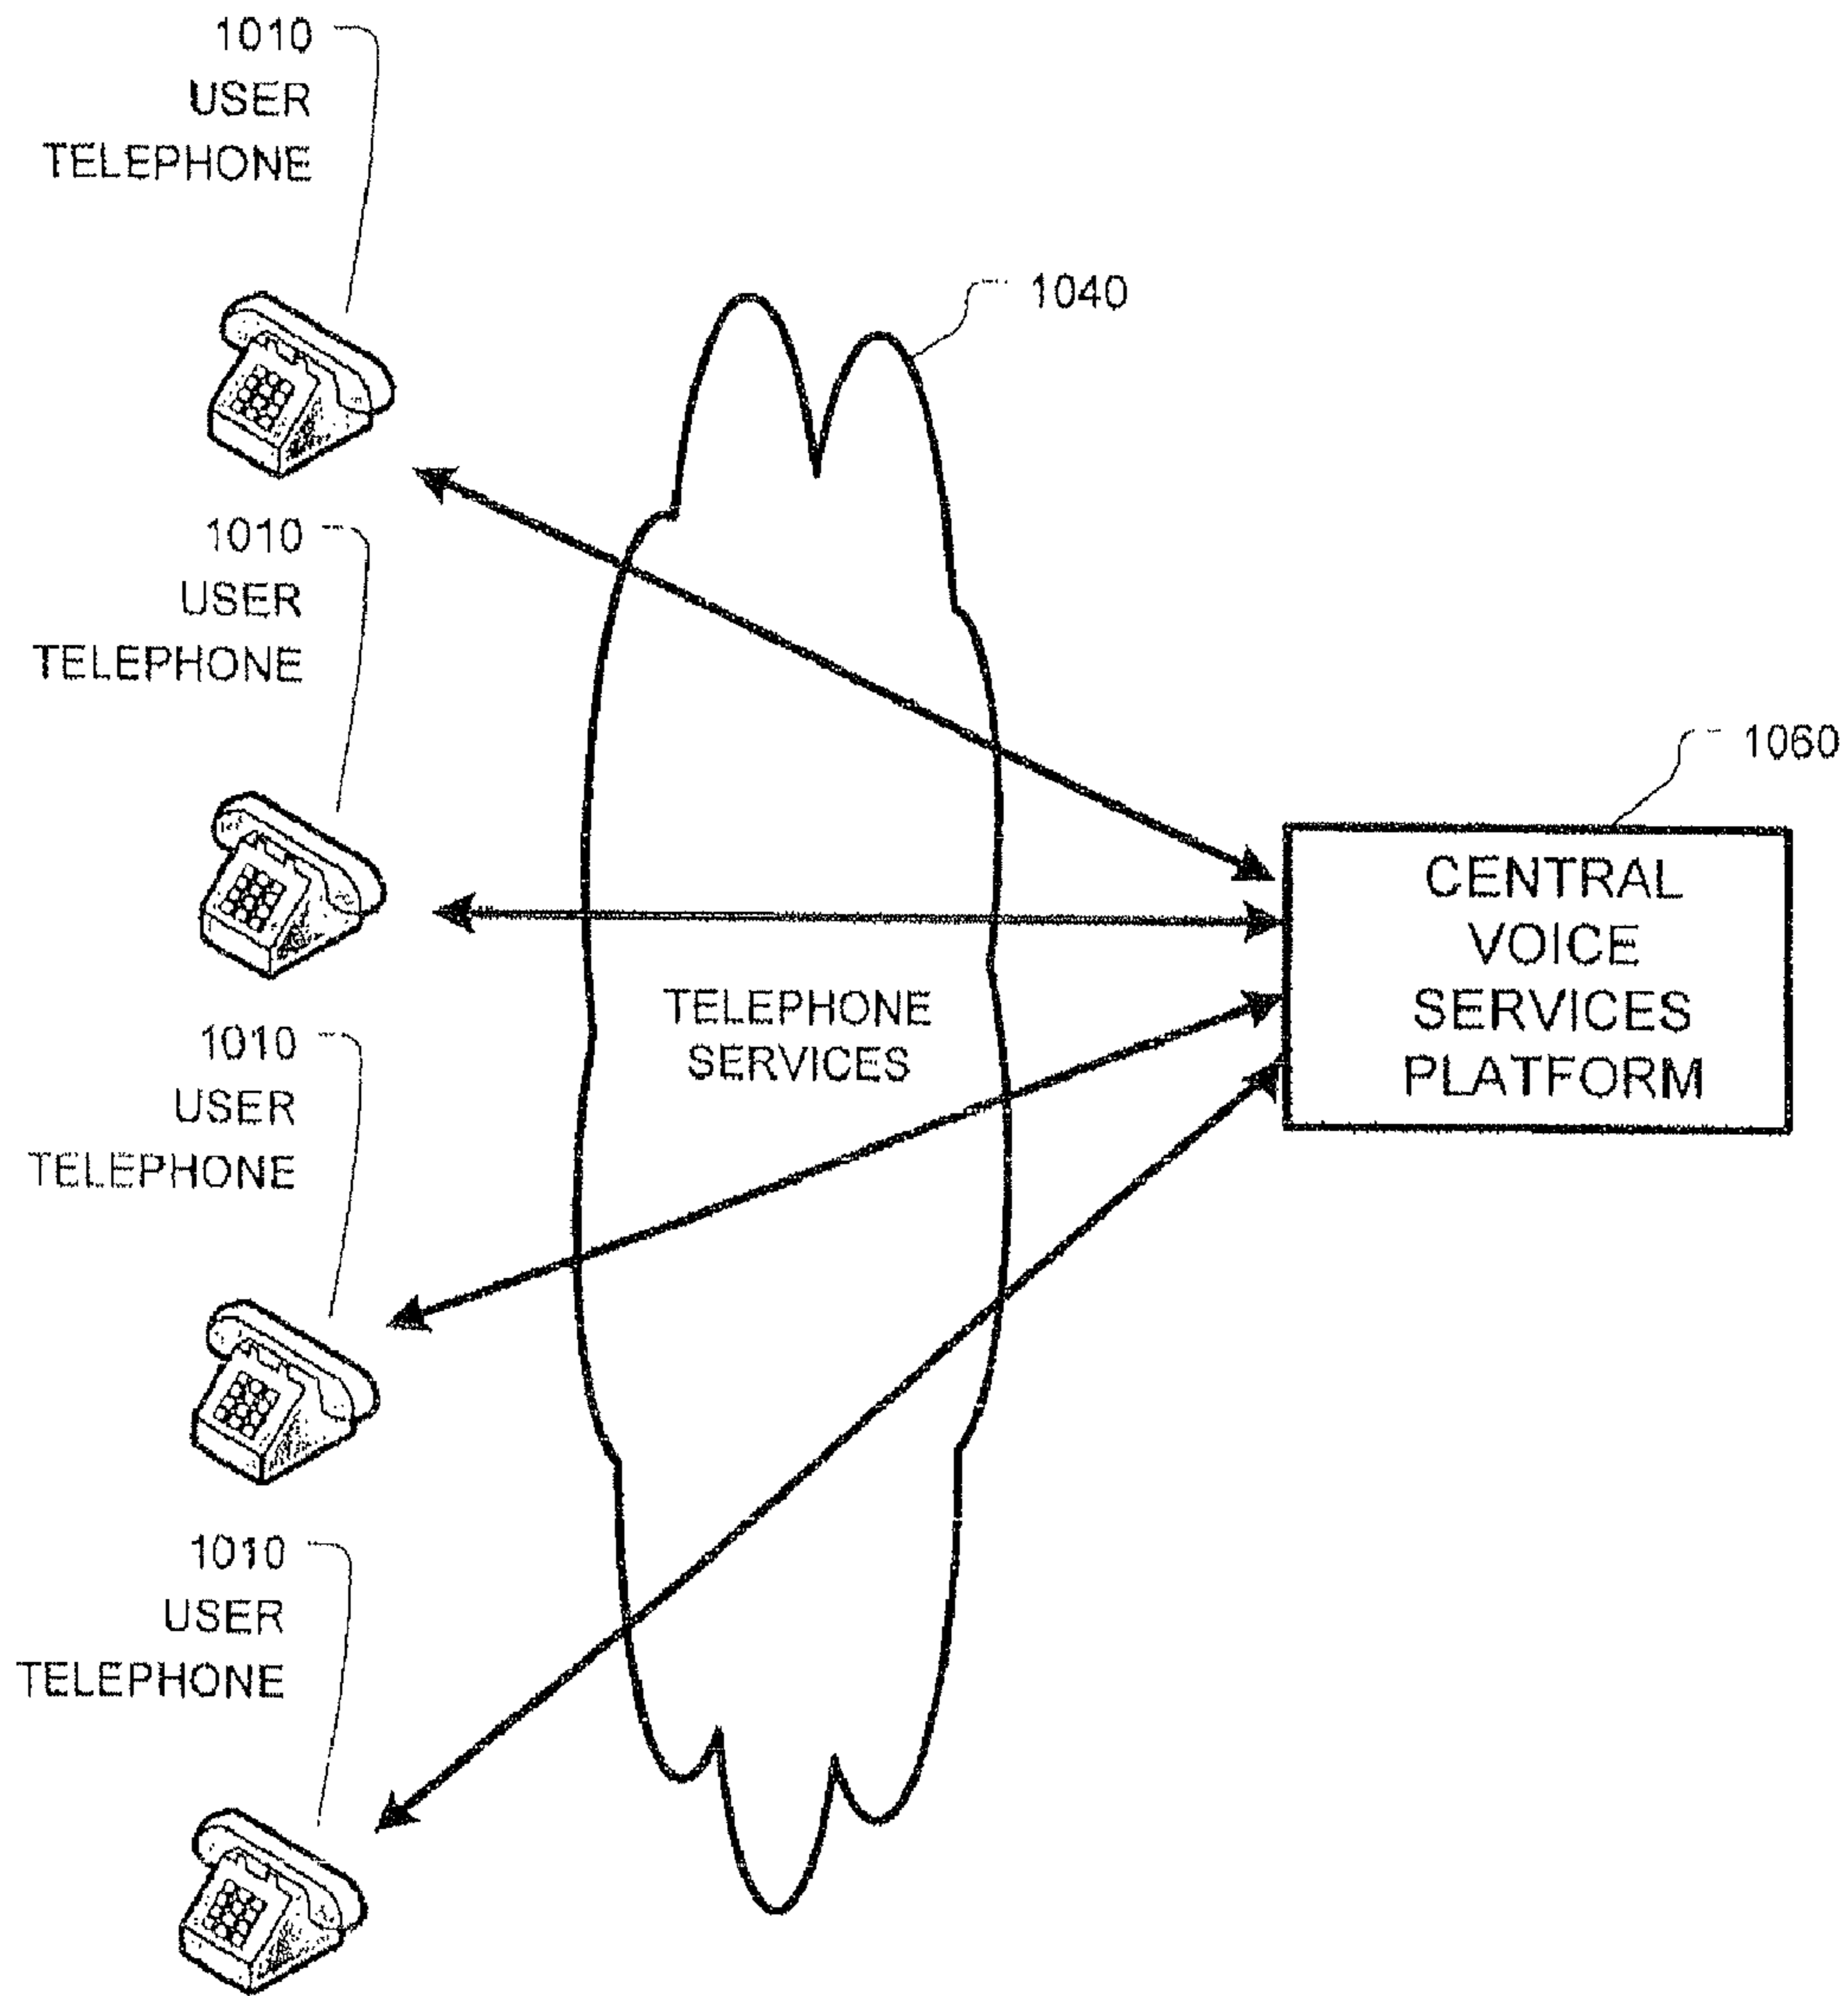 1010
USER
TELEPHONE
1040
1010
USER
TELEPHONE
1060
CENTRAL
VOICE
SERVICES
PLATFORM
TELEPHONE
SERVICES
1010
USER
TELEPHONE
1010
USER
TELEPHONE